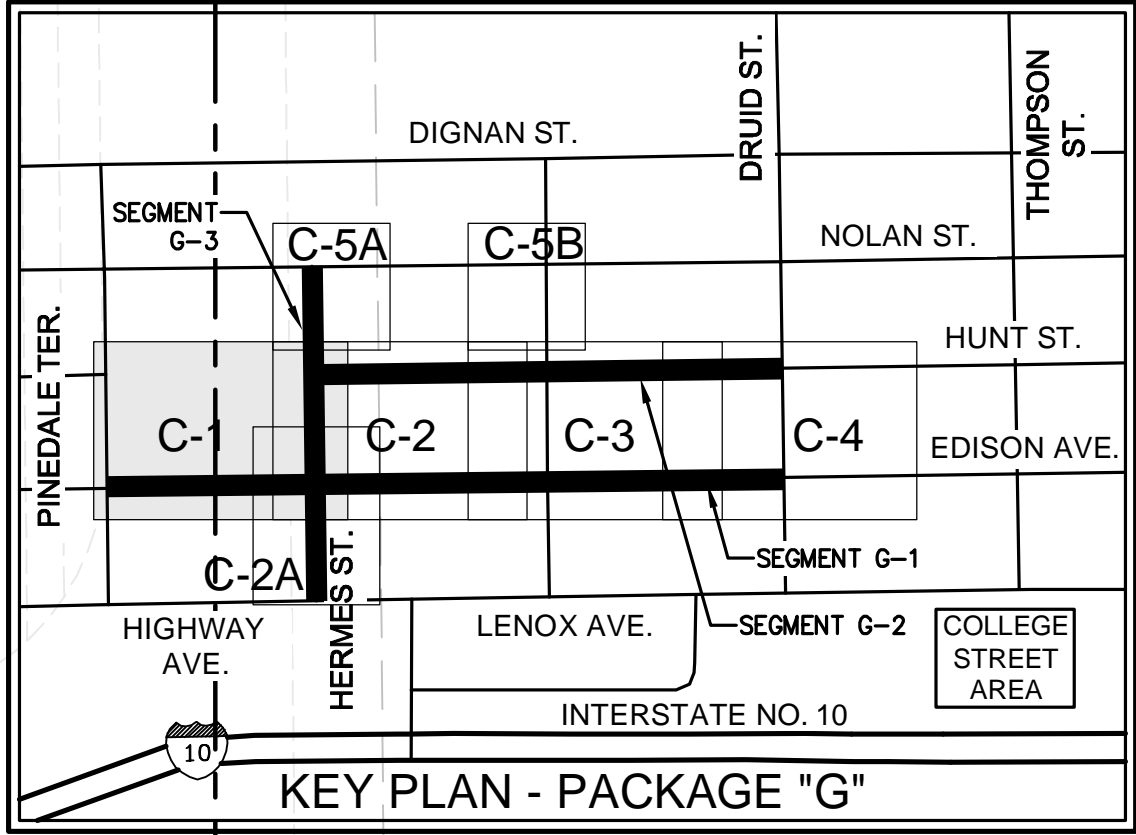 DIGNAN ST.
DRUID ST.
THOMPSON
ST.
SEGMENT
G-3
C-5A
C-5B
NOLAN ST.
PINEDALE TER.
HUNT ST.
C-1
C-2
C-3
C-4
EDISON AVE.
C-2A
HERMES ST.
SEGMENT G-1
HIGHWAY
AVE.
LENOX AVE.
SEGMENT G-2
COLLEGE
STREET
AREA
INTERSTATE NO. 10
10
KEY PLAN - PACKAGE "G"